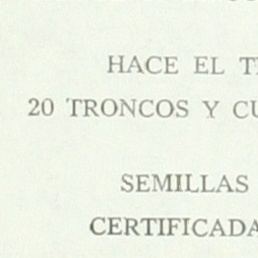 HACE EL
20 TRONCOS Y
SEMILLAS
CERTIFICADA